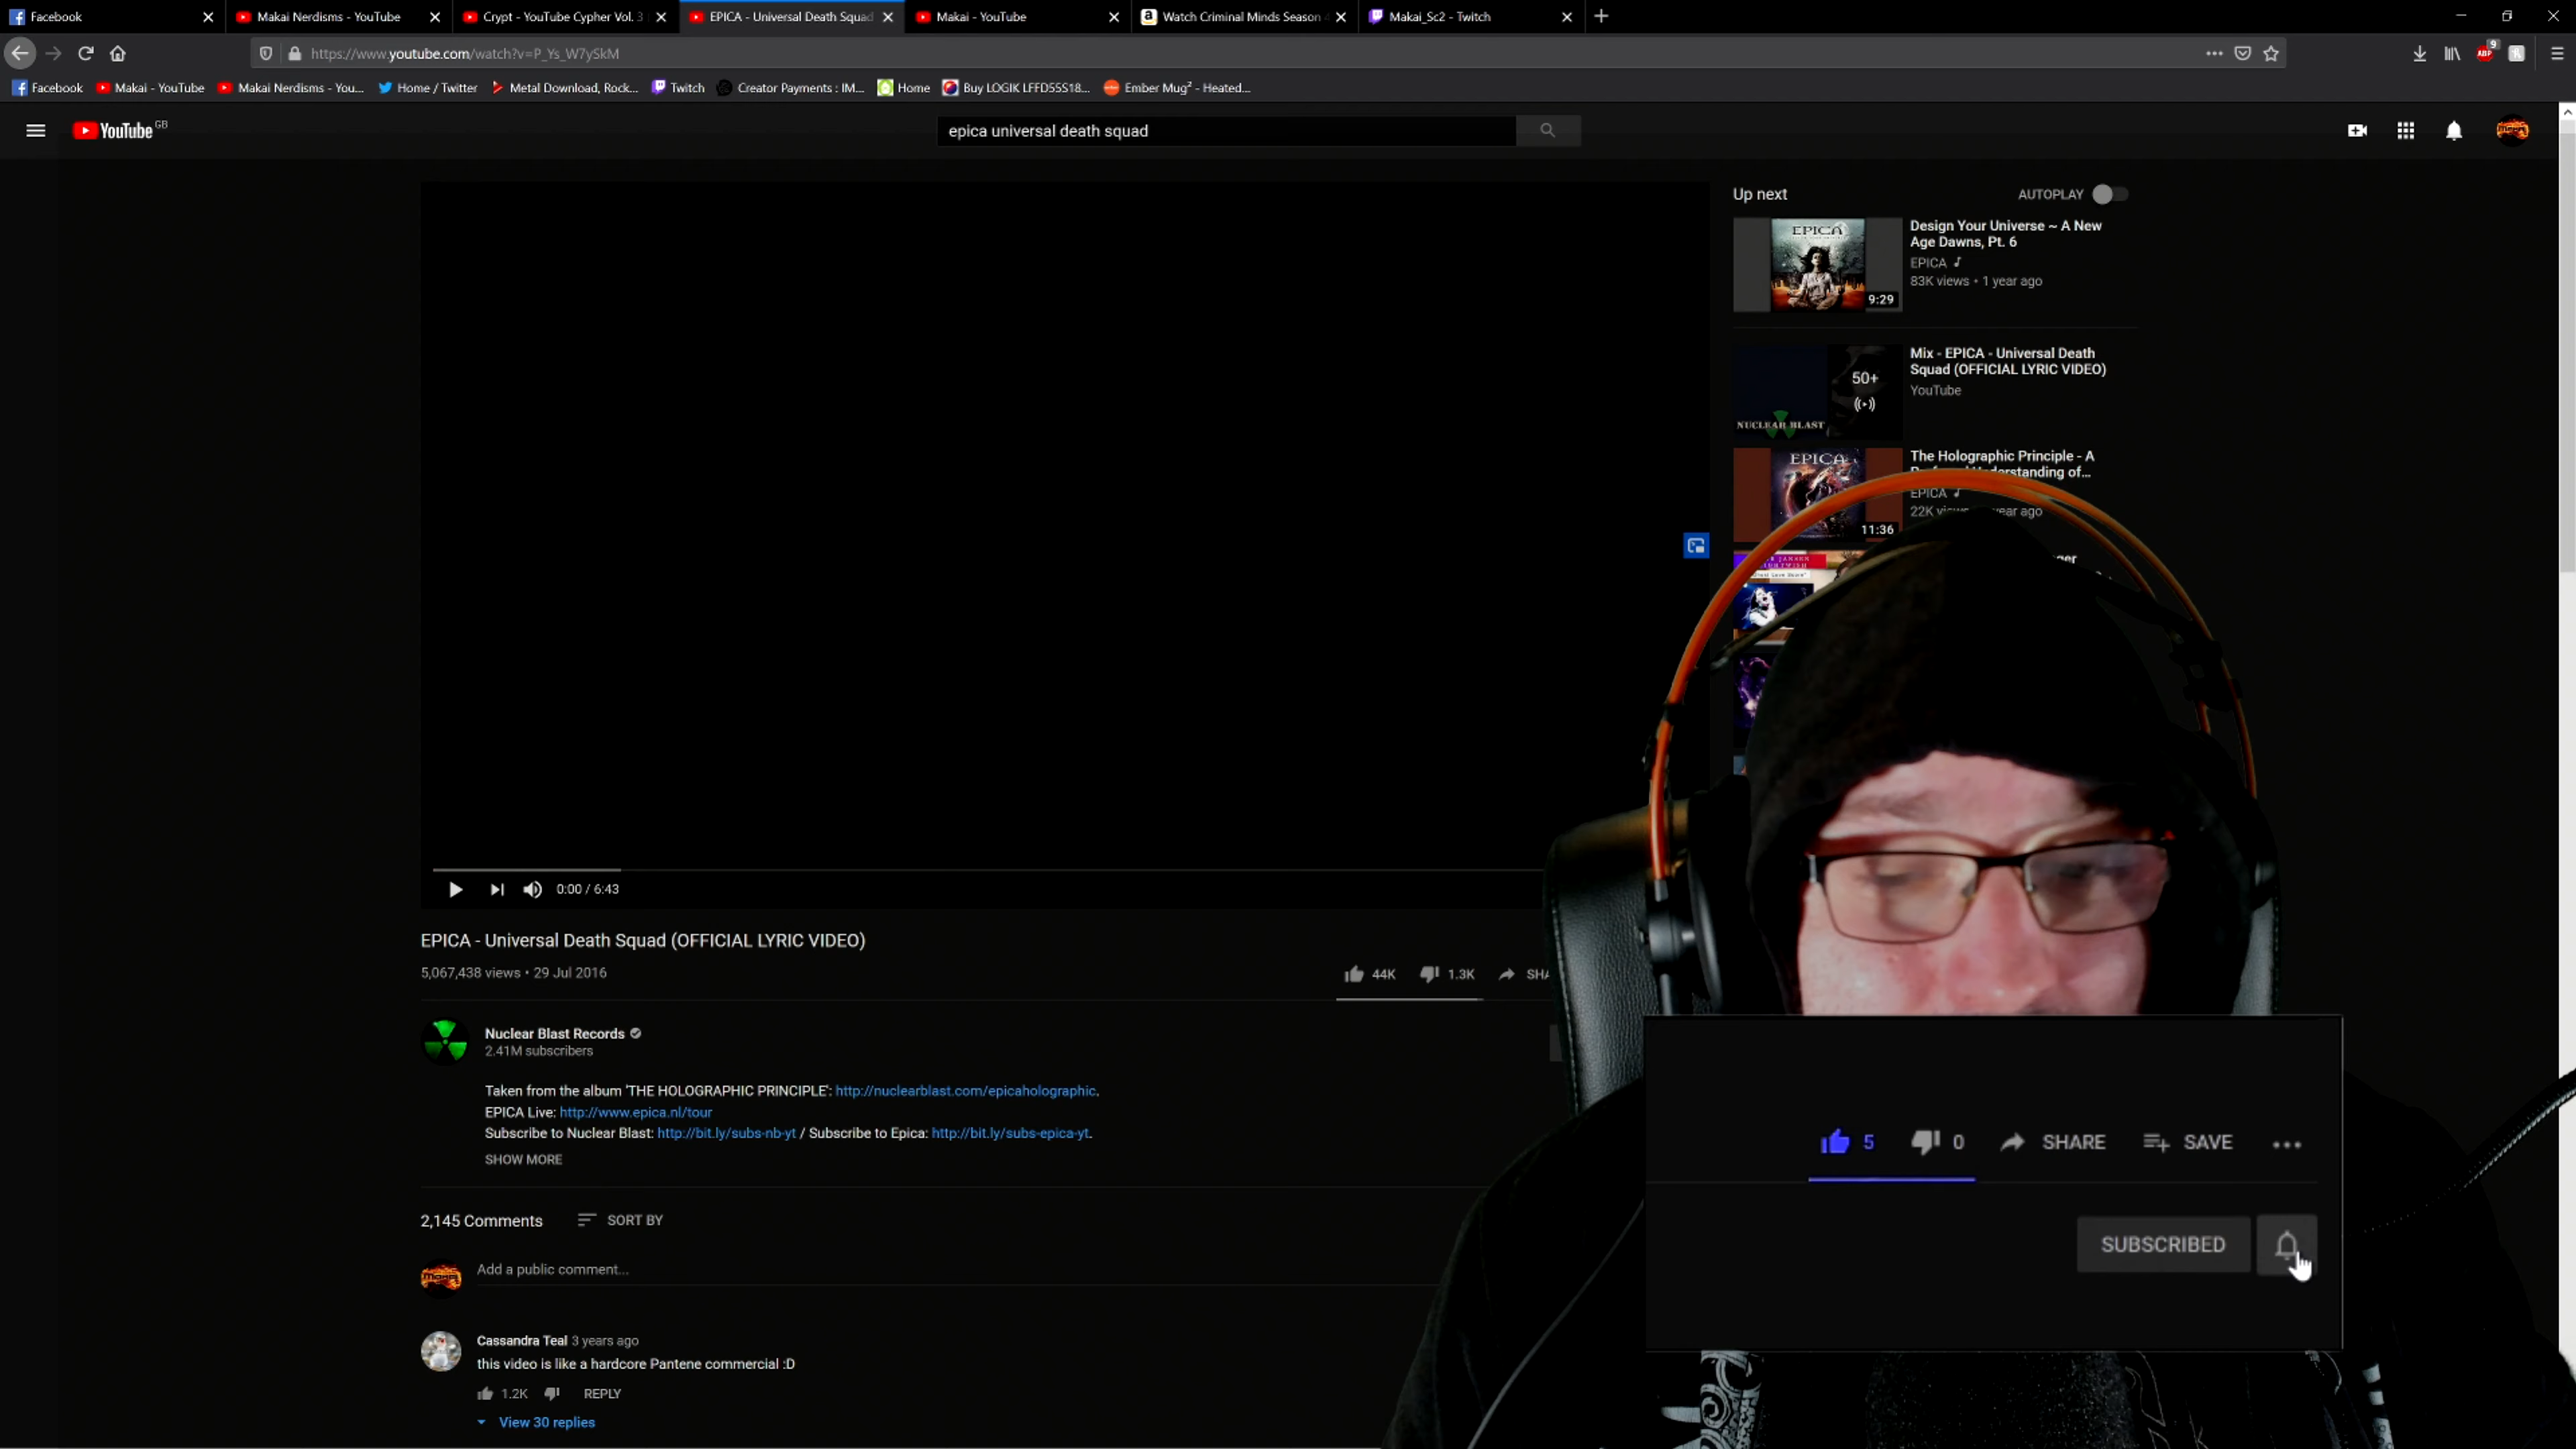 Facebook
Makai Nerdisms - YouTube
Crypt - YouTube Cypher Vol. 3
EPICA - Universal Death Squad
Makai - YouTube
Watch Criminal Minds Season
Makai_Sc2 - Twitch
https://www.youtube.com/watch?v=P_Ys_W7ySkM
ABP
9
Facebook
Makai - YouTube
Makai Nerdisms - You...
Home / Twitter
Metal Download, Rock...
Twitch
Creator Payments : IM...
Home
Buy LOGIK LFFD55S18...
Ember Mug² - Heated...
YouTube GB
epica universal death squad
Up next
AUTOPLAY
EPICA
9:29
Design Your Universe ~ A New
Age Dawns, Pt. 6
EPICA
83K views • 1 year ago
50+
NUCLEAR BLAST
Mix - EPICA - Universal Death
Squad (OFFICIAL LYRIC VIDEO)
YouTube
EPICA
11:36
The Holographic Principle - A
of...
EPICA
22K
ago
0:00 / 6:43
EPICA - Universal Death Squad (OFFICIAL LYRIC VIDEO)
5,067,438 views • 29 Jul 2016
44K
1.3K
Nuclear Blast Records
2.41M subscribers
Taken from the album 'THE HOLOGRAPHIC PRINCIPLE': http://nuclearblast.com/epicaholographic.
EPICA Live: http://www.epica.nl/tour
Subscribe to Nuclear Blast: http://bit.ly/subs-nb-yt / Subscribe to Epica: http://bit.ly/subs-epica-yt.
SHOW MORE
5
0
SHARE
SAVE
SUBSCRIBED
2,145 Comments
SORT BY
Add a public comment...
Cassandra Teal 3 years ago
this video is like a hardcore Pantene commercial :D
1.2K
REPLY
View 30 replies